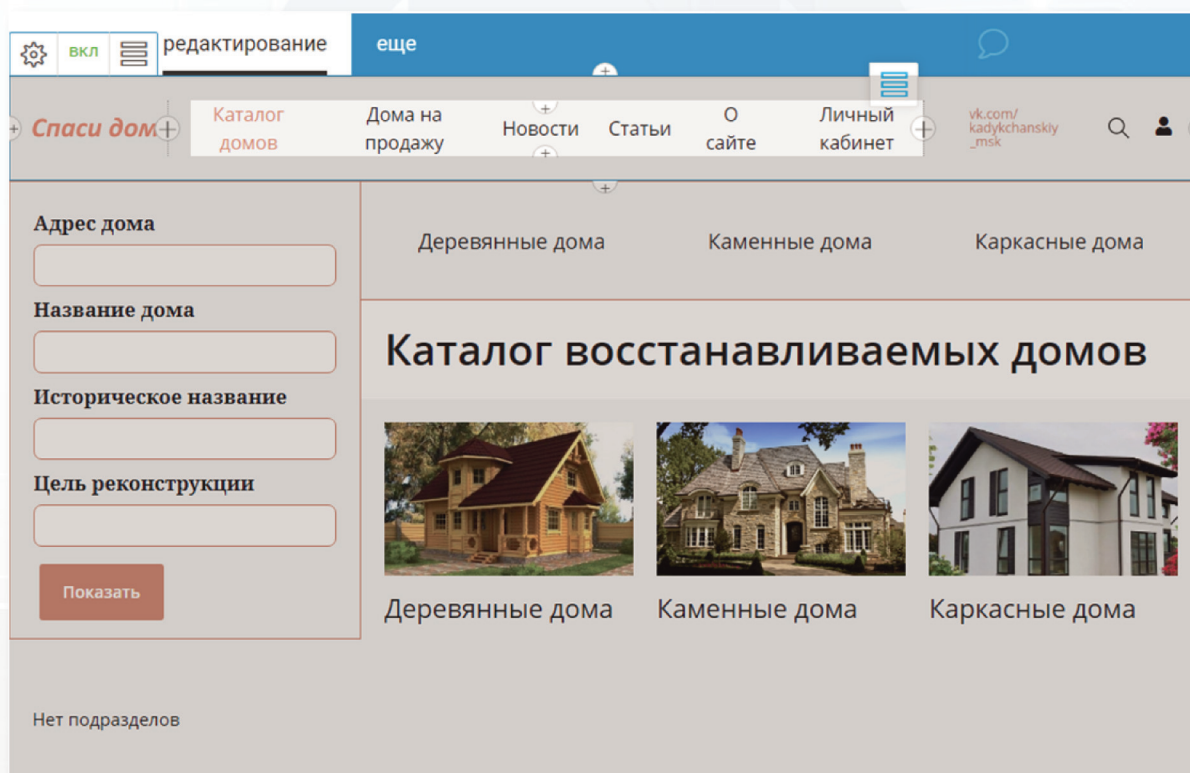 вкл
редактирование
еще
Спаси дом
Каталог
домов
Дома на
продажу
Новости
Статьи
О
сайте
Личный
кабинет
vk.com/
kadykchanskiy
_msk
Адрес дома
Название дома
Историческое название
Цель реконструкции
Показать
Нет подразделов
Деревянные дома
Каменные дома
Каркасные дома
Каталог восстанавливаемых домов
Деревянные дома
Каменные дома
Каркасные дома